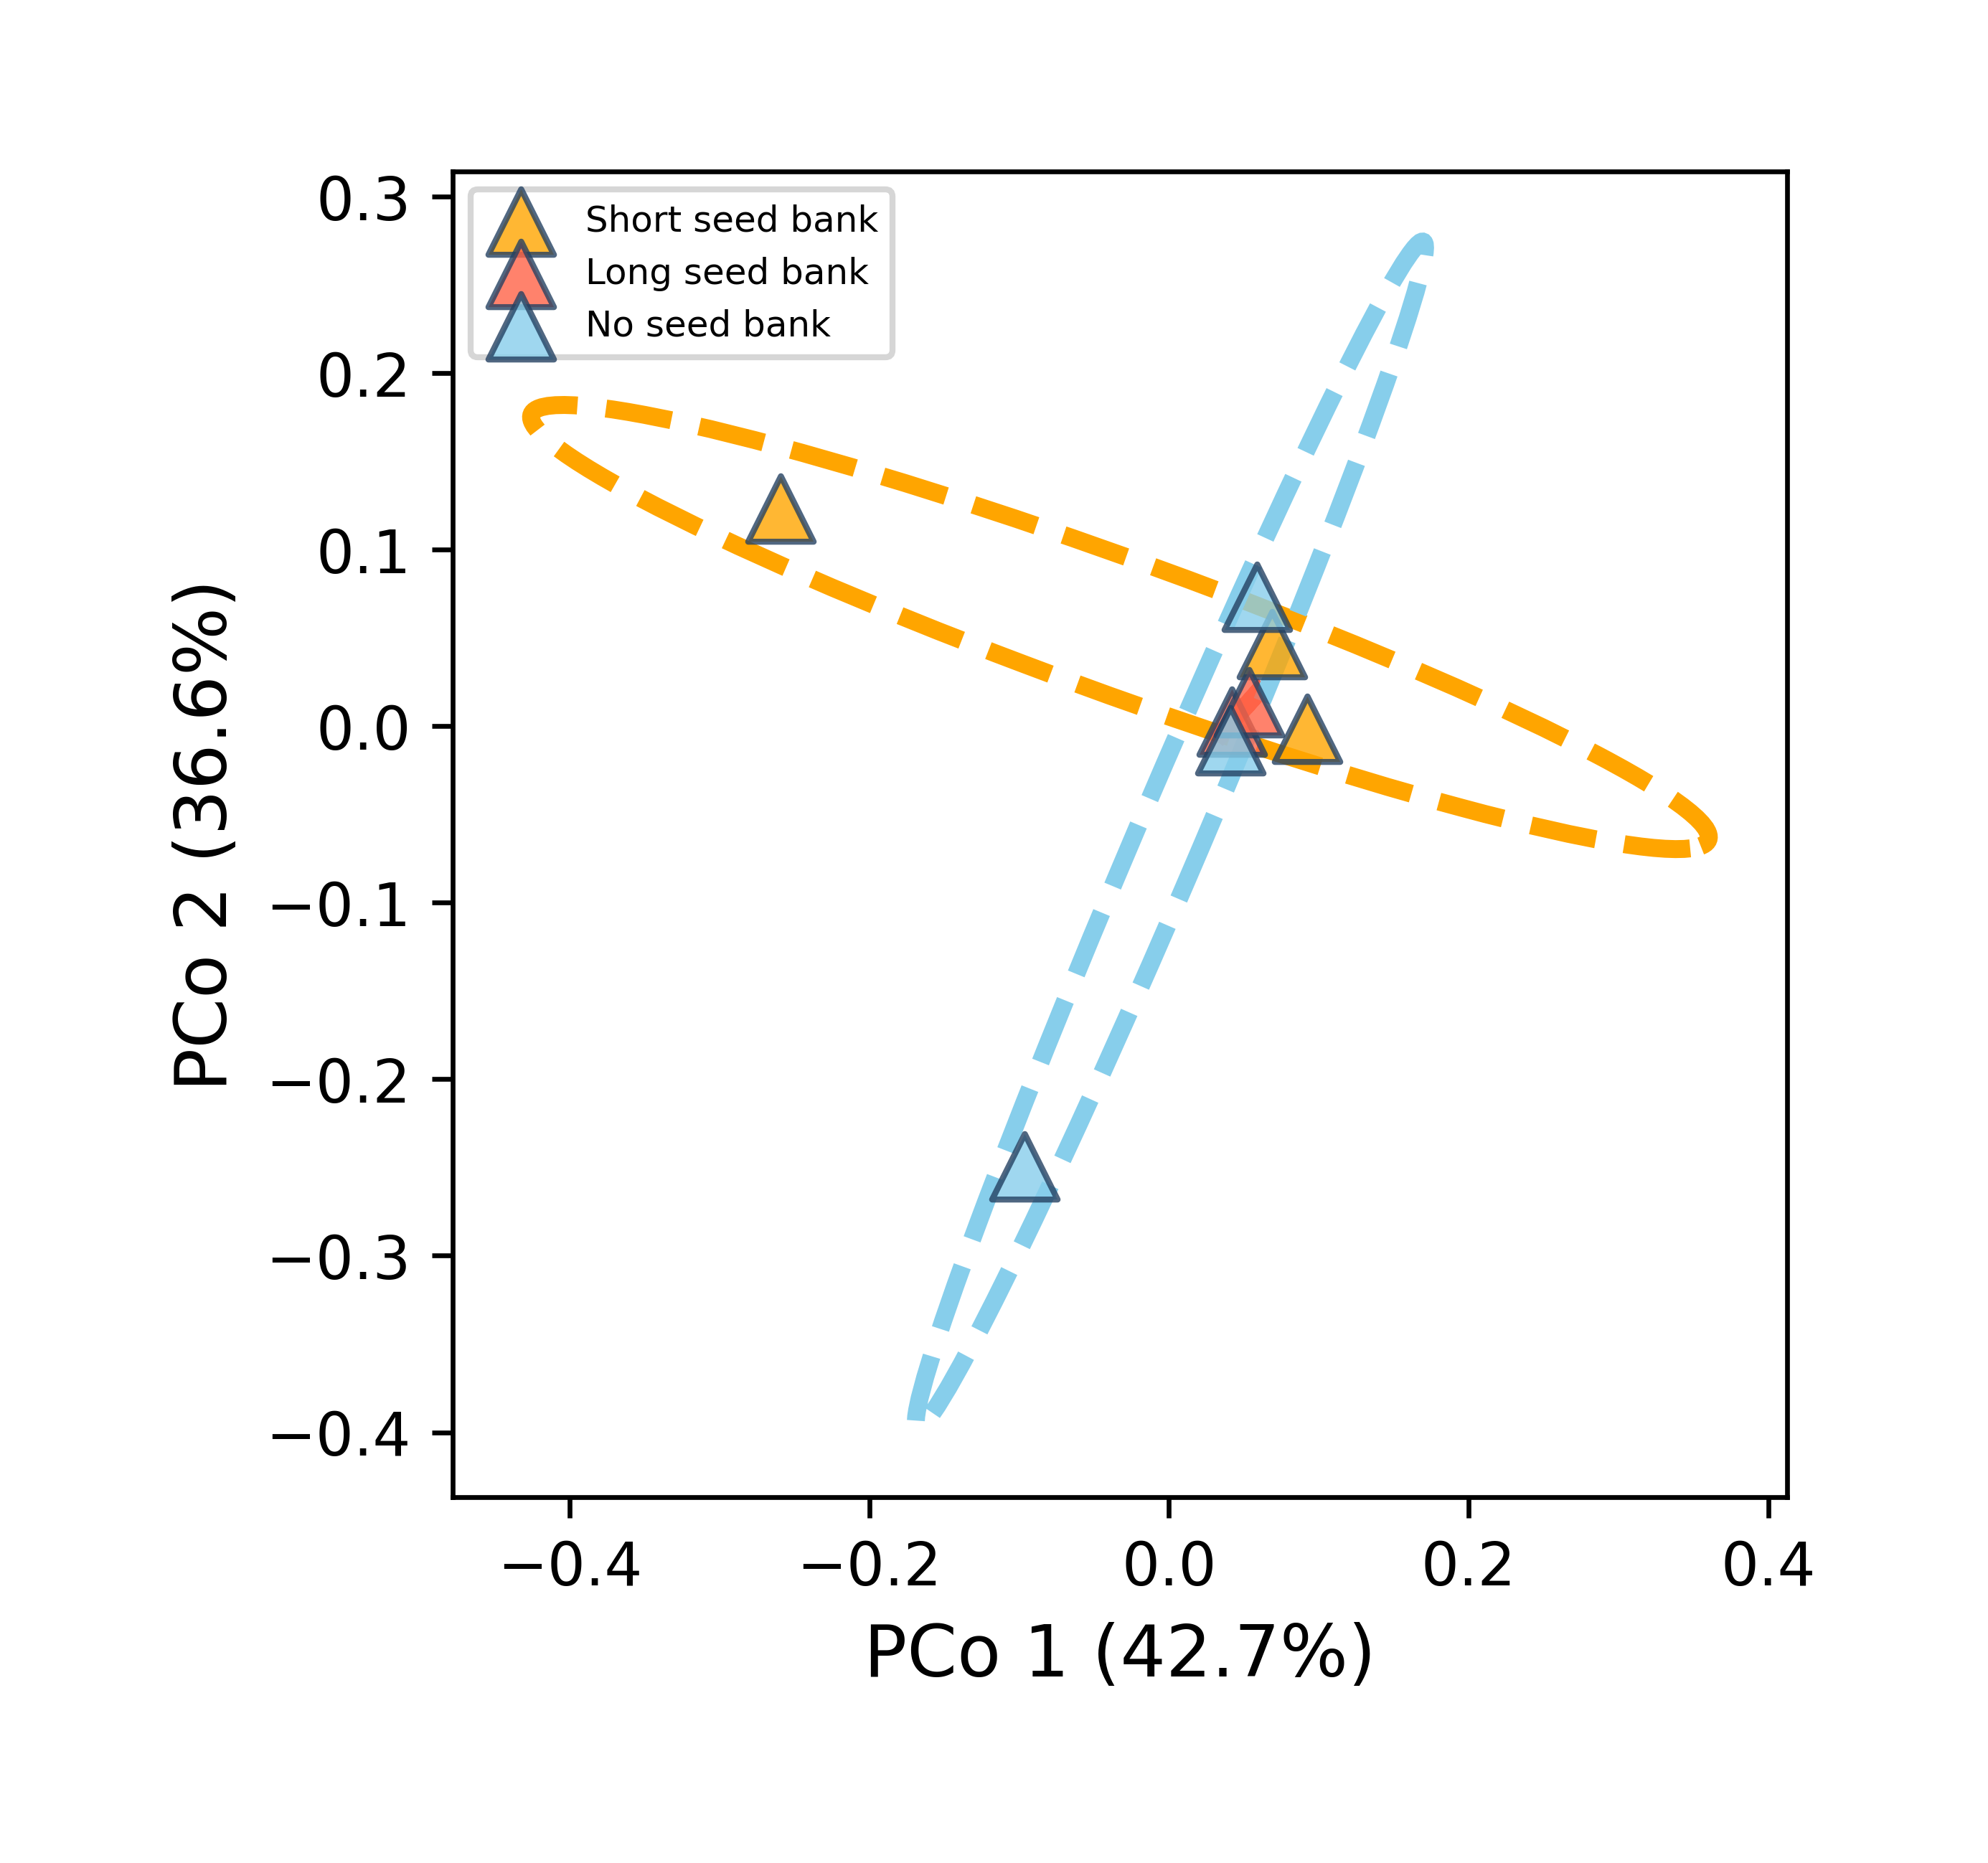 Short seed bank
Long seed bank
No seed bank
0.3
0.2
0.1
0.0
−0.1
−0.2
−0.3
−0.4
PCo 2 (36.6%)
−0.4 −0.2 0.0 0.2 0.4
PCo 1 (42.7%)